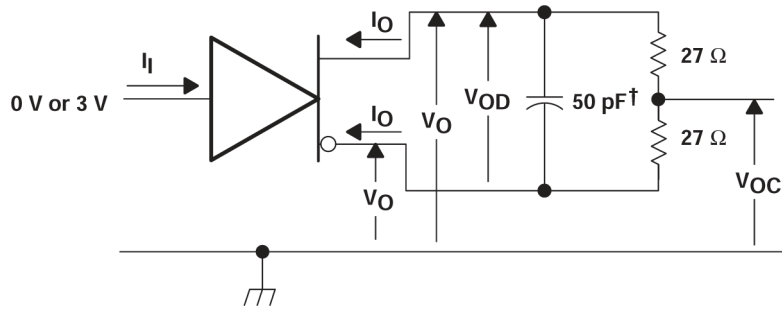 I_O
I_I
27 Ω
0 V or 3 V
V_OD
50 pF†
I_O
V_O
27 Ω
V_O
V_OC